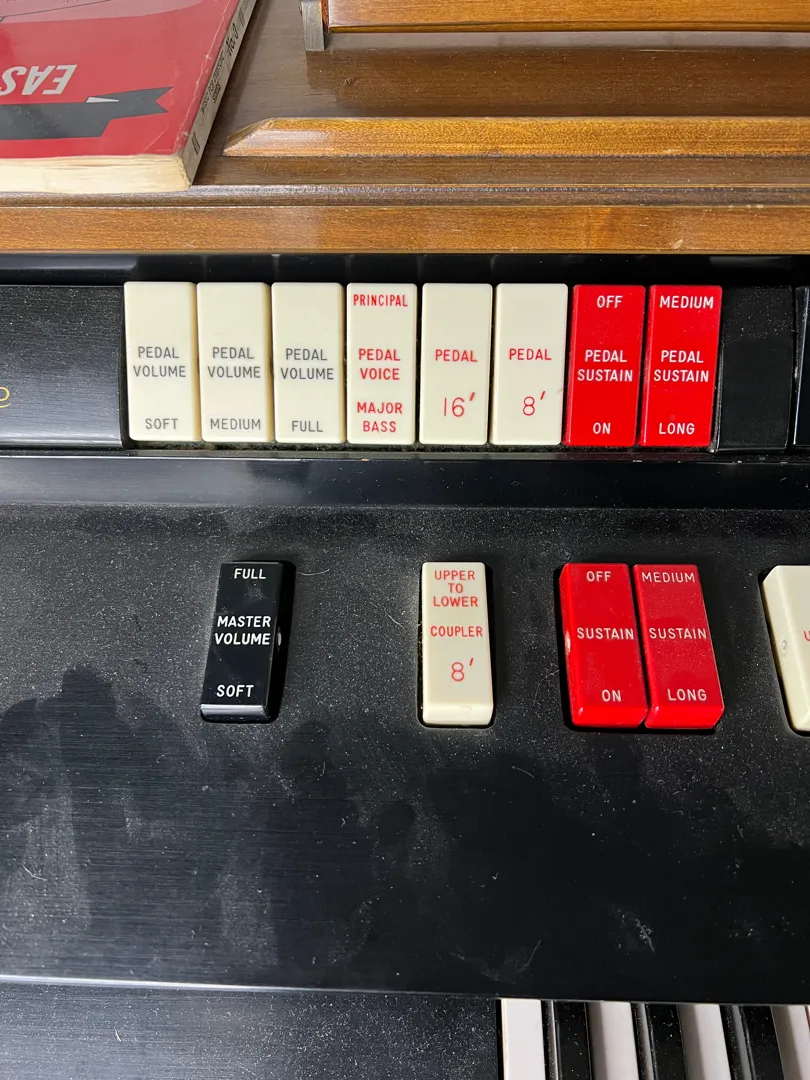 EAS
PEDAL
VOLUME
SOFT
PEDAL
VOLUME
MEDIUM
PEDAL
VOLUME
FULL
PRINCIPAL
PEDAL
VOICE
MAJOR
BASS
PEDAL
16′
PEDAL
8′
OFF
PEDAL
SUSTAIN
ON
MEDIUM
PEDAL
SUSTAIN
LONG
FULL
MASTER
VOLUME
SOFT
UPPER
TO
LOWER
COUPLER
8′
OFF
SUSTAIN
ON
MEDIUM
SUSTAIN
LONG